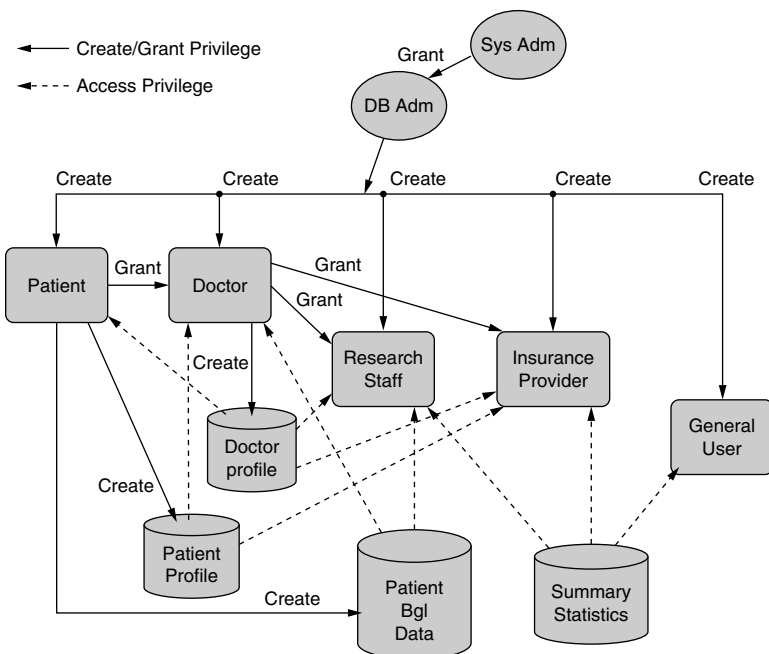 Create/Grant Privilege
Access Privilege
Grant
Sys Adm
DB Adm
Create
Create
Create
Create
Create
Patient
Grant
Doctor
Grant
Grant
Create
Research
Staff
Insurance
Provider
General
User
Doctor
profile
Create
Patient
Profile
Create
Patient
Bgl
Data
Summary
Statistics